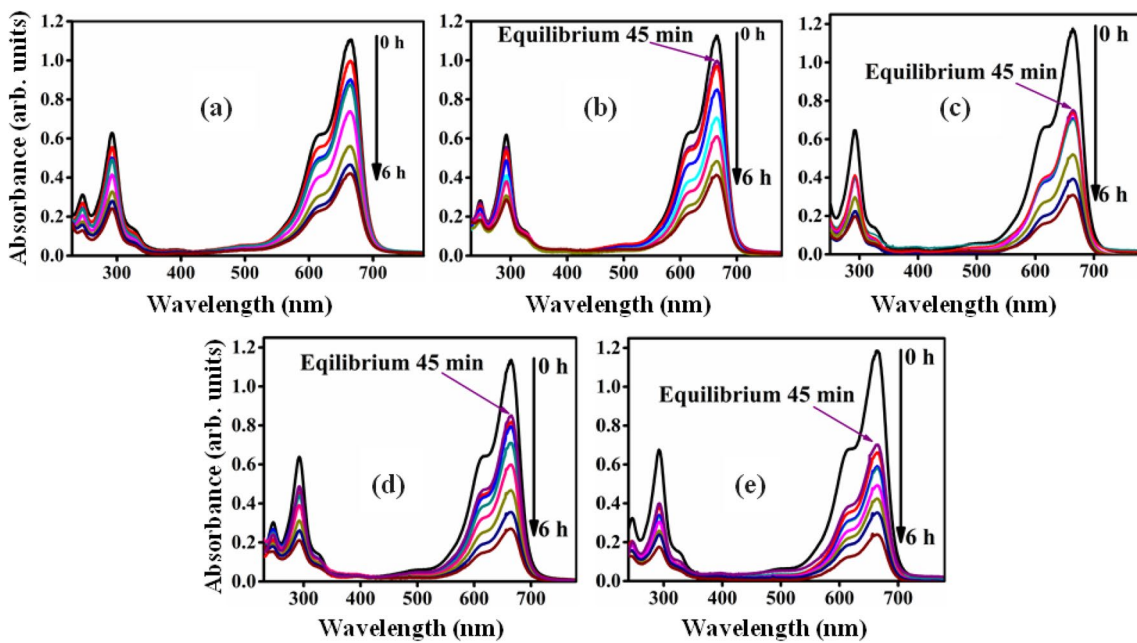 Absorbance (arb. units)
1.2
1.0
0.8
0.6
0.4
0.2
0.0
300 400 500 600 700
Wavelength (nm)
(a)
0 h
6 h
1.2
1.0
0.8
0.6
0.4
0.2
0.0
300 400 500 600 700
Wavelength (nm)
Equilibrium 45 min
(b)
0 h
6 h
1.2
1.0
0.8
0.6
0.4
0.2
0.0
300 400 500 600 700
Wavelength (nm)
Equilibrium 45 min
(c)
0 h
6 h
Absorbance (arb. units)
1.2
1.0
0.8
0.6
0.4
0.2
0.0
300 400 500 600 700
Wavelength (nm)
Eqilibrium 45 min
(d)
0 h
6 h
1.2
1.0
0.8
0.6
0.4
0.2
0.0
300 400 500 600 700
Wavelength (nm)
Equilibrium 45 min
(e)
0 h
6 h